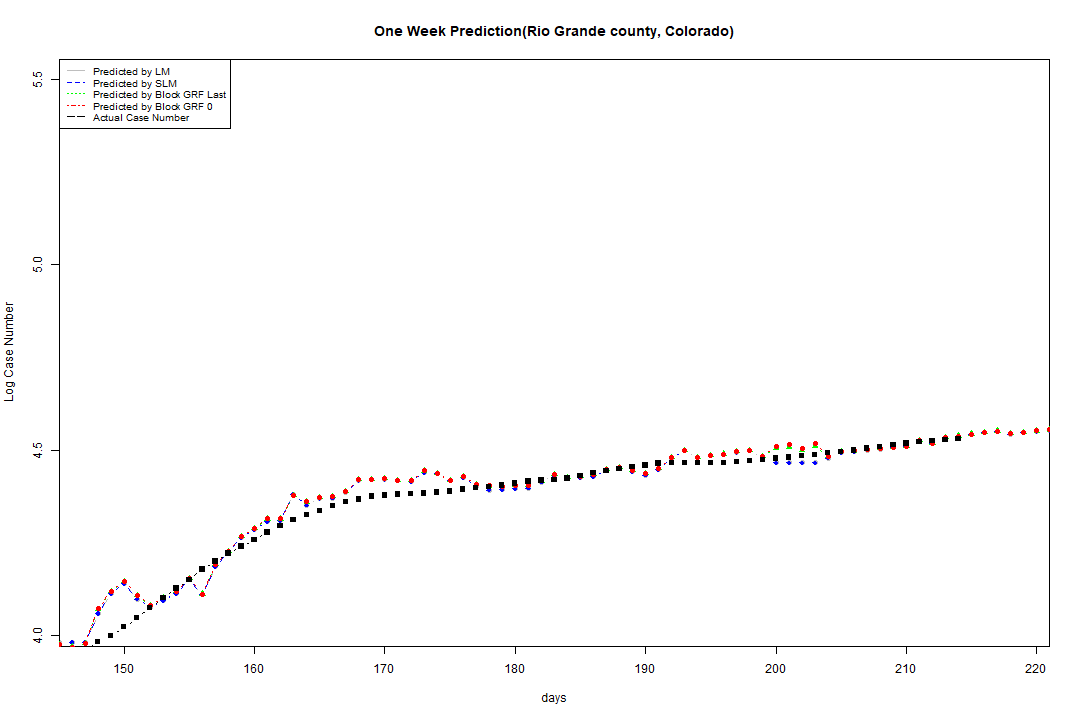 One Week Prediction(Rio Grande county, Colorado)
Predicted by LM
Predicted by SLM
Predicted by Block GRF Last
Predicted by Block GRF 0
Actual Case Number
5.5
5.0
4.5
4.0
Log Case Number
150 160 170 180 190 200 210 220
days